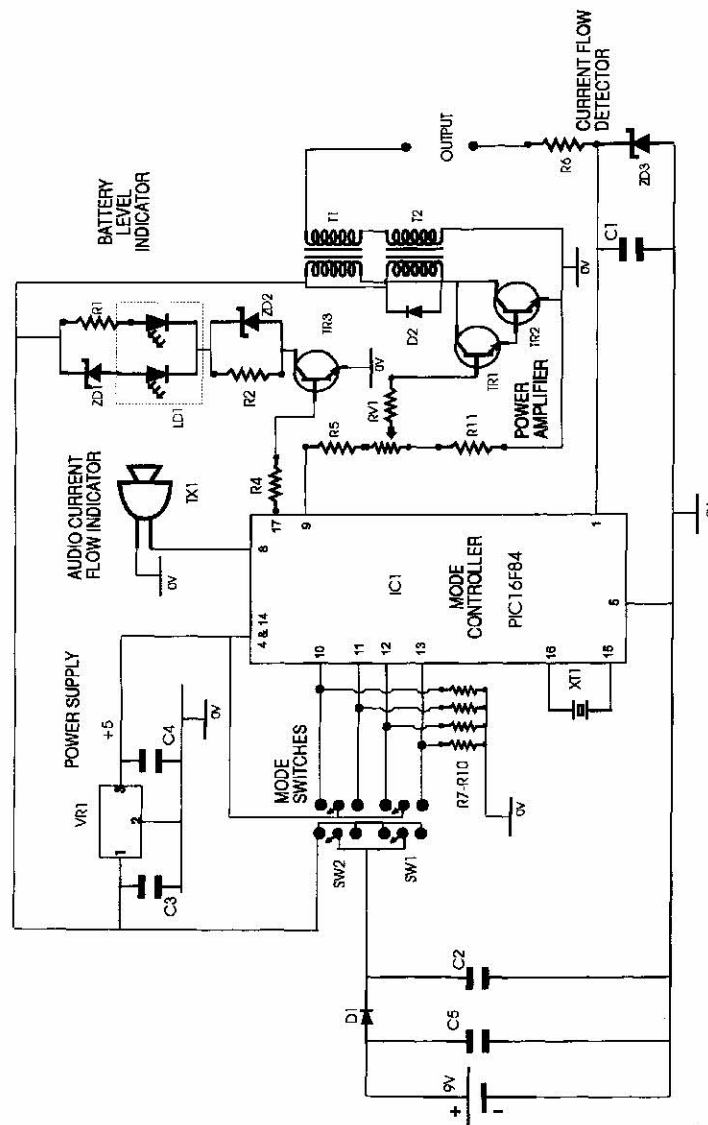 POWER SUPPLY
AUDIO CURRENT
FLOW INDICATOR
BATTERY
LEVEL
INDICATOR
VR1
1
2
3
+5
C3
C4
0V
TX1
0V
ZD1
R1
LD1
R2
ZD2
TR3
0V
R4
T1
T2
D2
MODE
SWITCHES
SW2
SW1
4 & 14
8
17
9
10
11
12
13
16
15
5
1
IC1
MODE
CONTROLLER
PIC16F84
R5
RV1
R11
TR1
TR2
POWER
AMPLIFIER
0V
OUTPUT
R6
CURRENT FLOW
DETECTOR
ZD3
C1
R7-R10
0V
XT1
D1
C2
C5
9V
+
-